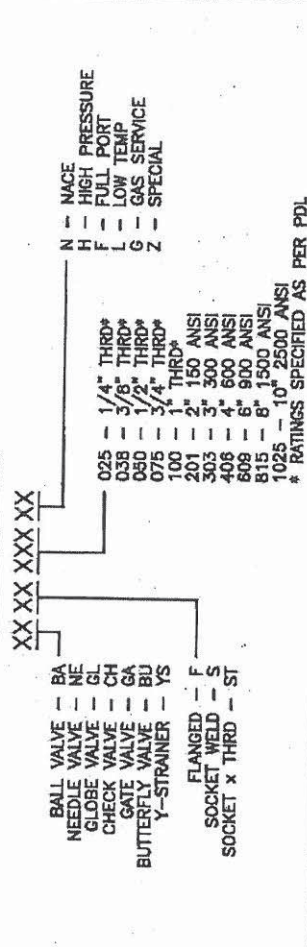 XX XX XXX XX
BALL VALVE — BA
NEEDLE VALVE — NE
GLOBE VALVE — GL
CHECK VALVE — CH
GATE VALVE — GA
BUTTERFLY VALVE — BU
Y—STRAINER — YS
FLANGED — F
SOCKET WELD — S
SOCKET x THRD — ST
025 — 1/4" THRD*
038 — 3/8" THRD*
050 — 1/2" THRD*
075 — 3/4" THRD*
100 — 1" THRD*
201 — 2" 150 ANSI
303 — 3" 300 ANSI
406 — 4" 600 ANSI
609 — 6" 900 ANSI
815 — 8" 1500 ANSI
1025 — 10" 2500 ANSI
* RATINGS SPECIFIED AS PER PDL
N — NACE
H — HIGH PRESSURE
F — FULL PORT
L — LOW TEMP
G — GAS SERVICE
Z — SPECIAL